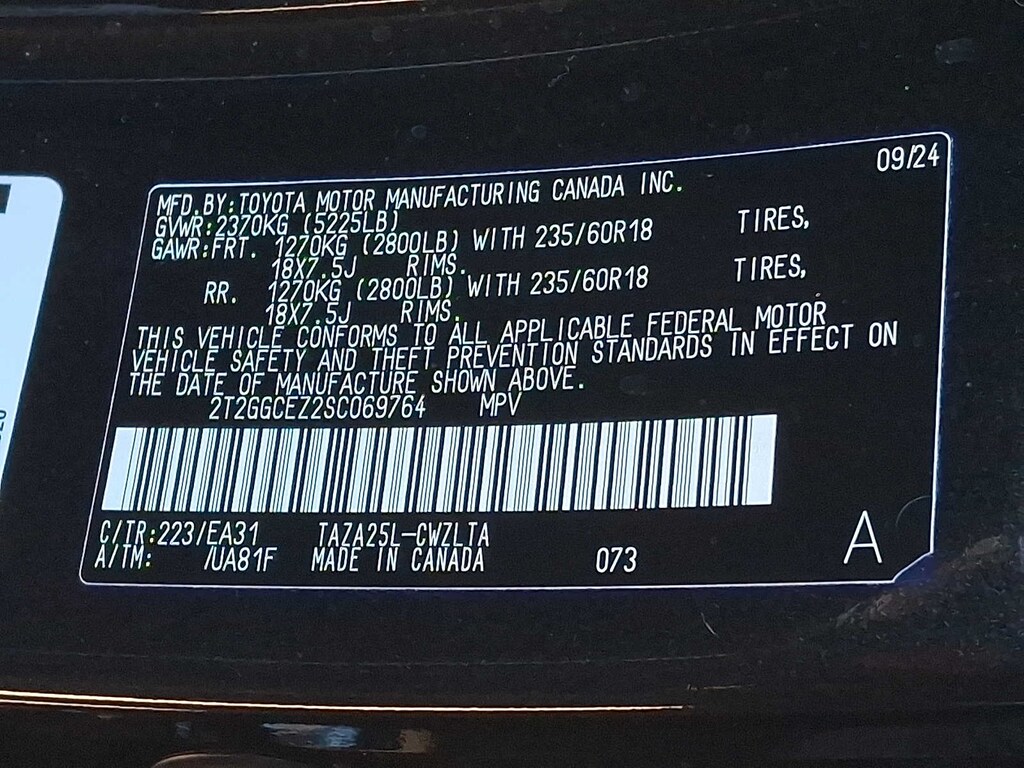 09/24
MFD.BY:TOYOTA MOTOR MANUFACTURING CANADA INC.
GVWR:2370KG (5225LB)
GAWR:FRT. 1270KG (2800LB) WITH 235/60R18 TIRES,
18X7.5J RIMS.
RR. 1270KG (2800LB) WITH 235/60R18 TIRES,
18X7.5J RIMS.
THIS VEHICLE CONFORMS TO ALL APPLICABLE FEDERAL MOTOR
VEHICLE SAFETY AND THEFT PREVENTION STANDARDS IN EFFECT ON
THE DATE OF MANUFACTURE SHOWN ABOVE.
2T2GGCEZ2SC069764 MPV
C/TR:223/EA31 TAZA25L-CWZLTA
A/TM: /UA81F MADE IN CANADA 073 A